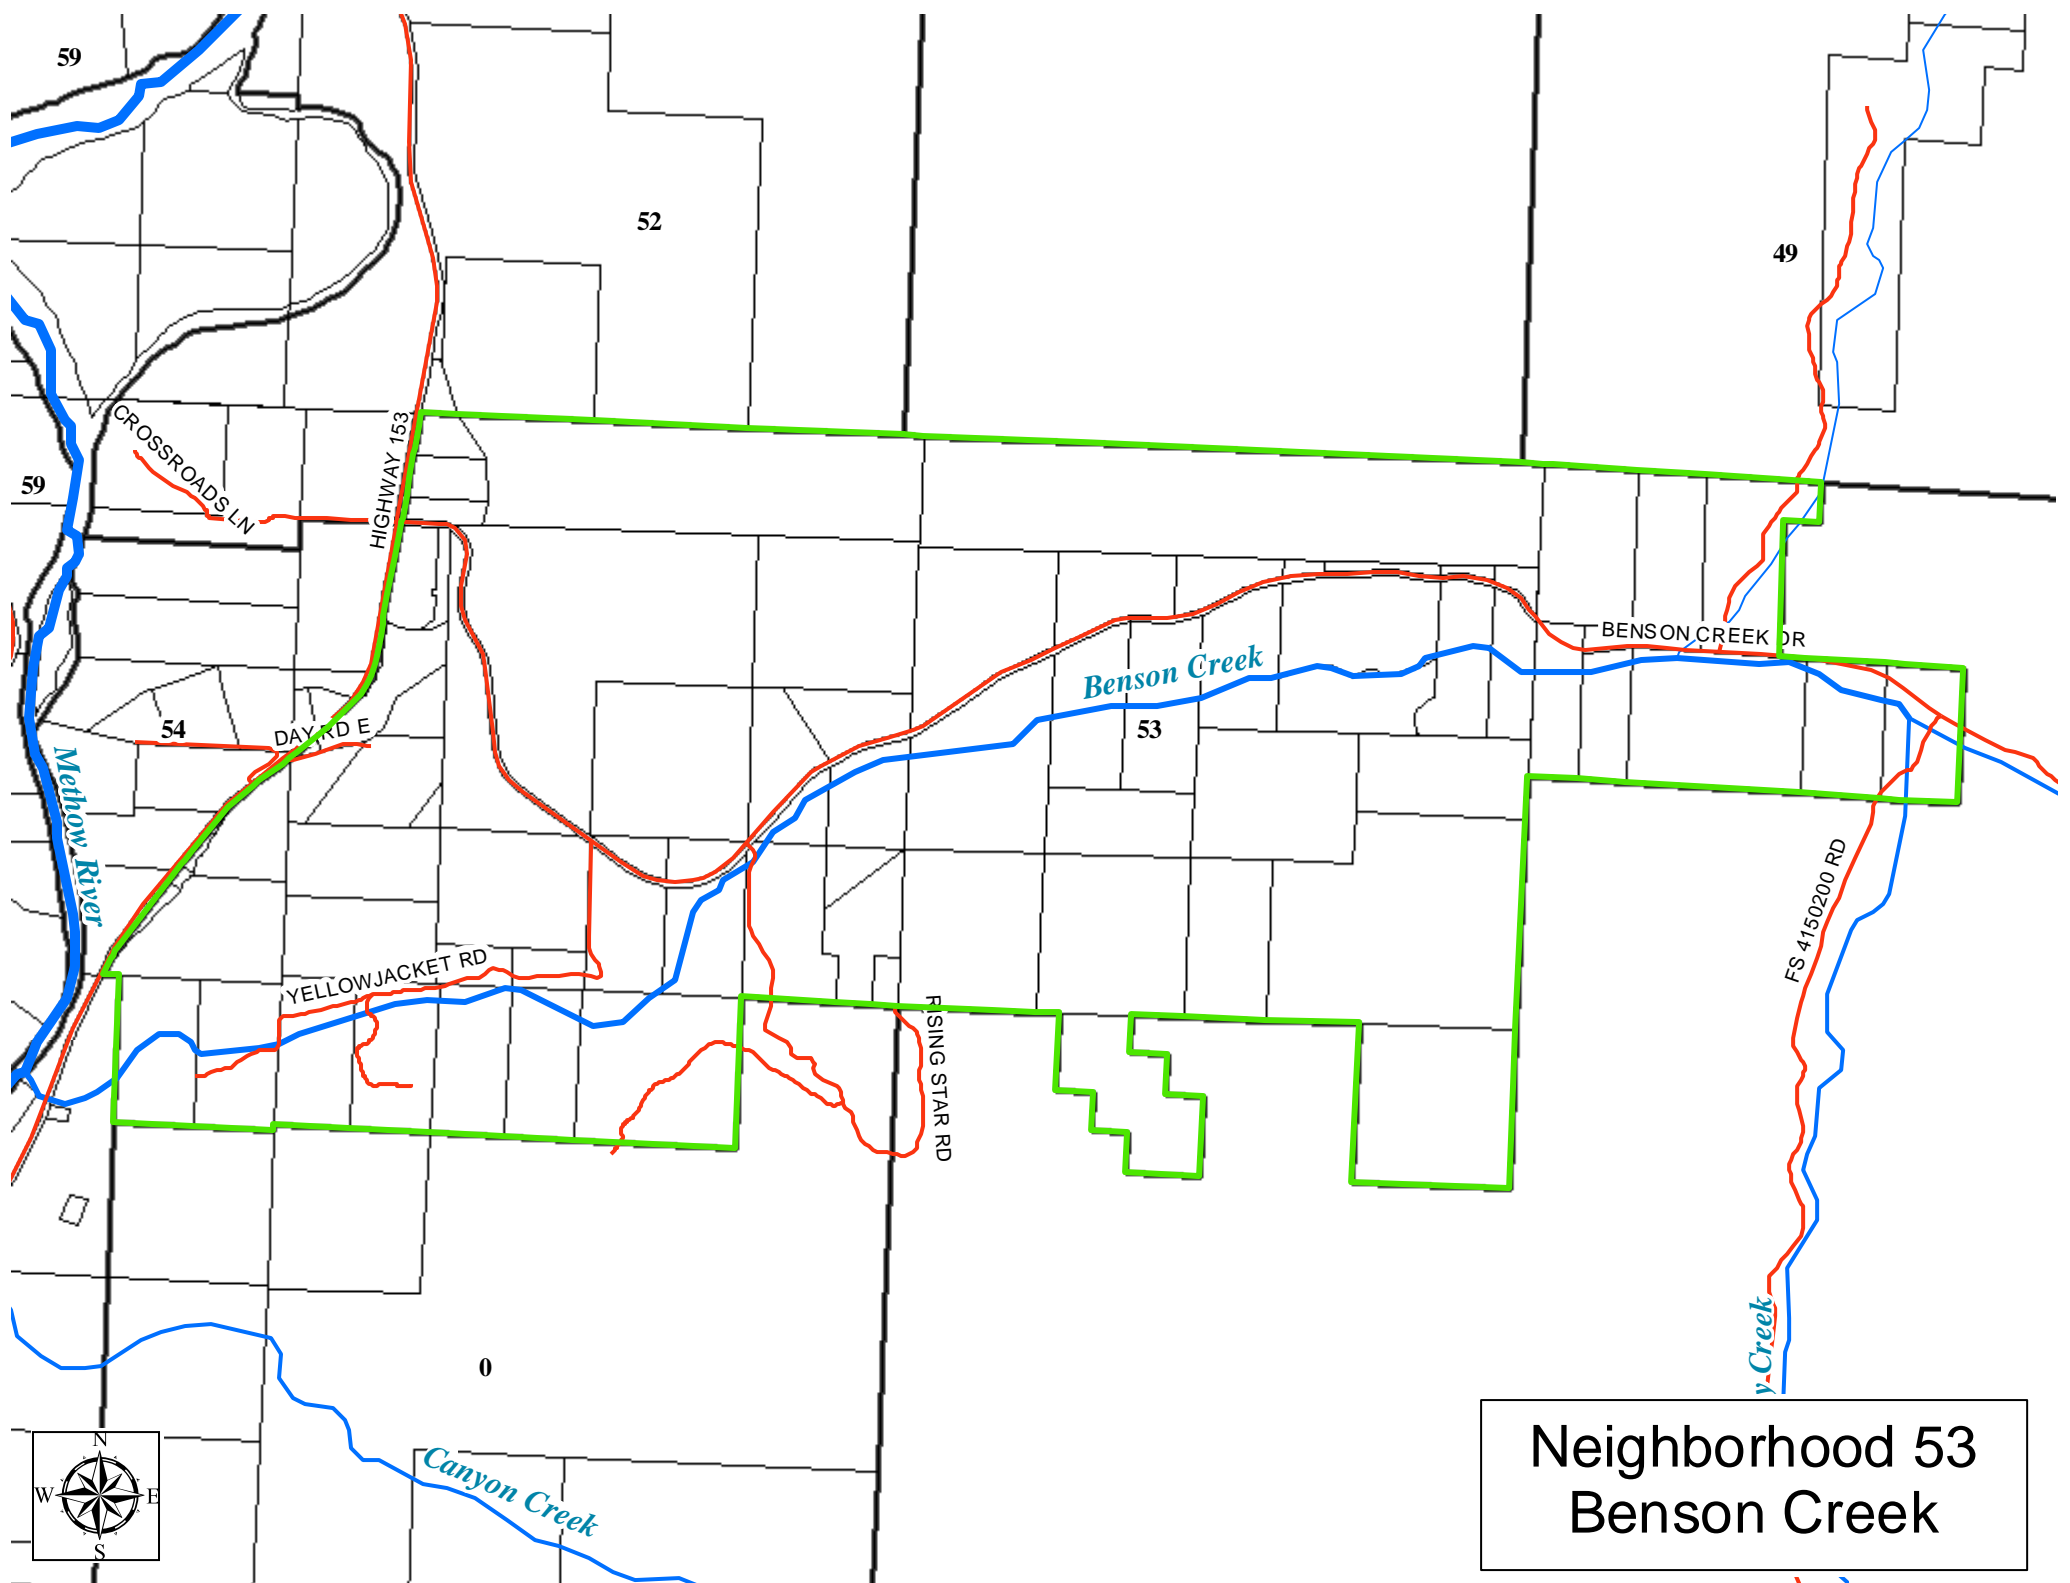 59
52
49
CROSSROADS LN
HIGHWAY 153
59
BENSON CREEK DR
Benson Creek
53
54
DAY RD E
Methow River
FS 4150200 RD
YELLOWJACKET RD
RISING STAR RD
y Creek
0
Canyon Creek
N
W E
S
Neighborhood 53
Benson Creek